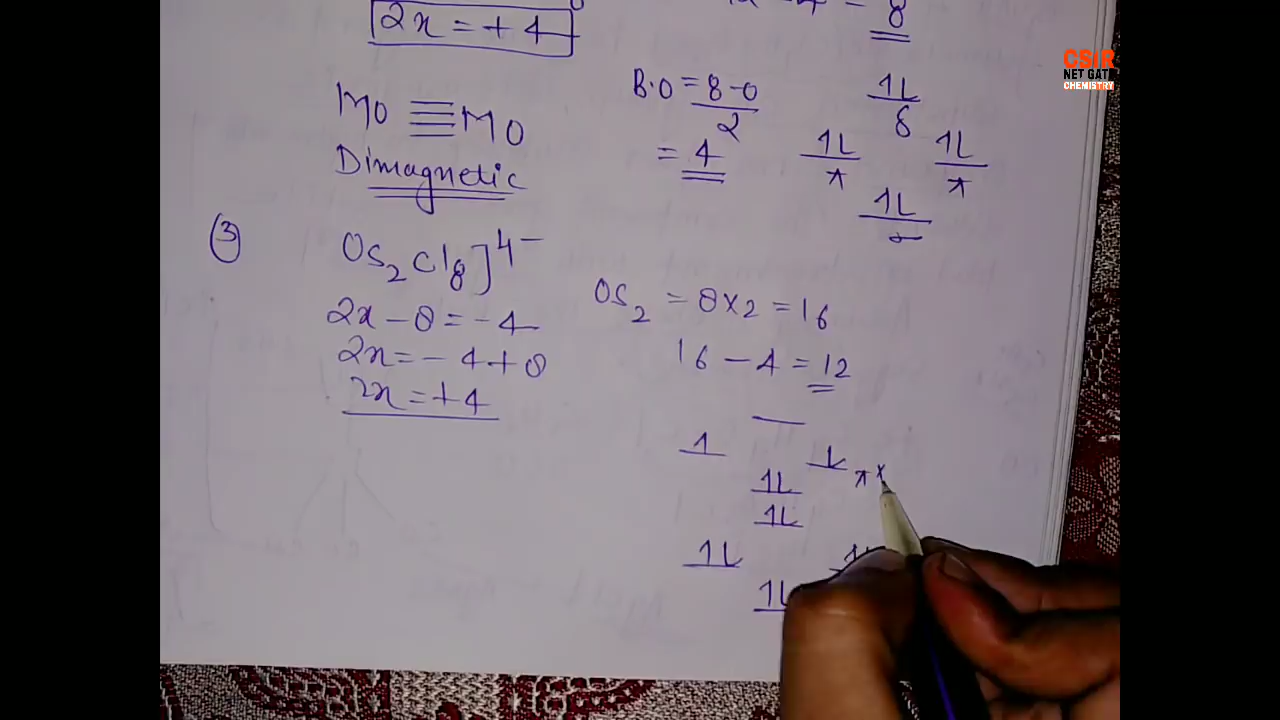 2x = +4
8
Mo ≣ Mo
Dimagnetic
B.O = 8-0
2
= 4
1L
δ
1L 1L
π π
1L
σ
③ Os2Cl8]4-
2x - 8 = -4
2x = -4+8
2x = +4
Os2 = 8×2 = 16
16 - 4 = 12
1 1
π*
1L
1L
1L
1L
CSIR
NET GATE
CHEMISTRY